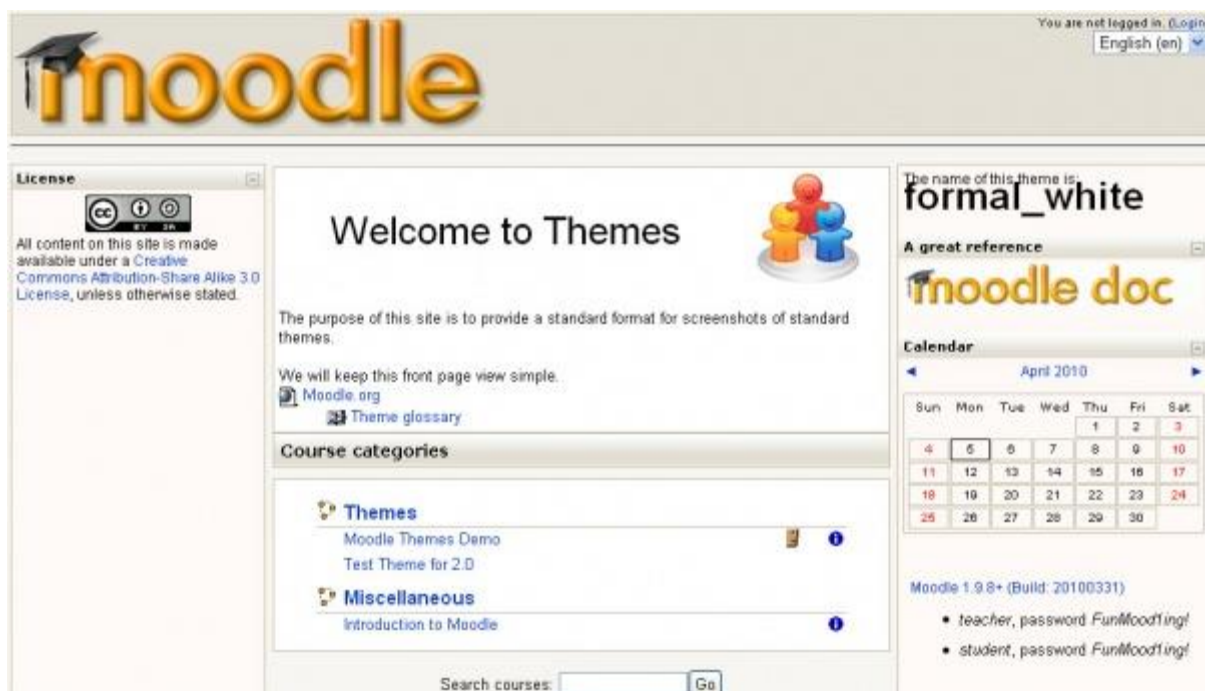 moodle
You are not logged in. (Login
English (en)
License
CC BY SA
All content on this site is made
available under a Creative
Commons Attribution-Share Alike 3.0
License, unless otherwise stated.
Welcome to Themes
The purpose of this site is to provide a standard format for screenshots of standard
themes.
We will keep this front page view simple.
Moodle.org
Theme glossary
Course categories
Themes
Moodle Themes Demo
Test Theme for 2.0
Miscellaneous
Introduction to Moodle
Search courses: Go
The name of this theme is:
formal_white
A great reference
moodle doc
Calendar
April 2010
Sun Mon Tue Wed Thu Fri Sat
1 2 3
4 5 6 7 8 9 10
11 12 13 14 15 16 17
18 19 20 21 22 23 24
25 26 27 28 29 30
Moodle 1.9.8+ (Build: 20100331)
teacher, password FunMood1ing!
student, password FunMood1ing!